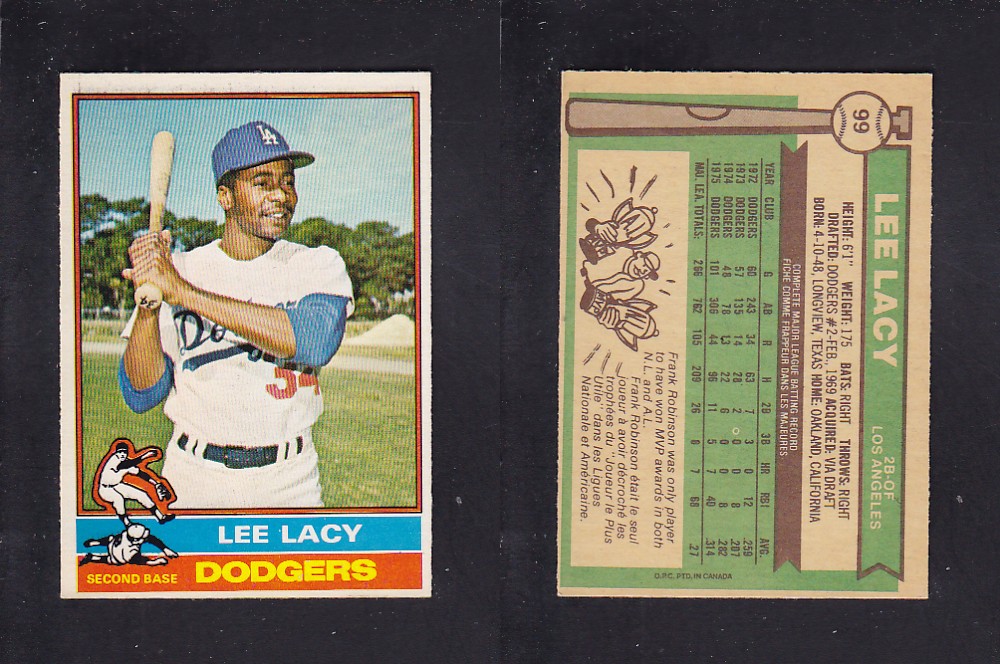 LA
Dodgers
34
LEE LACY
SECOND BASE DODGERS
99
LEE LACY
2B-OF
LOS ANGELES
HEIGHT: 6'1" WEIGHT: 175 BATS: RIGHT THROWS: RIGHT
DRAFTED: DODGERS #2-FEB. 1969 ACQUIRED: VIA DRAFT
BORN: 4-10-48, LONGVIEW, TEXAS HOME: OAKLAND, CALIFORNIA
COMPLETE MAJOR LEAGUE BATTING RECORD
FICHE COMME FRAPPEUR DANS LES MAJEURES
YEAR CLUB G AB R H 2B 3B HR RBI AVG.
1972 DODGERS 60 243 34 63 7 3 0 12 .259
1973 DODGERS 57 135 14 28 2 0 0 8 .207
1974 DODGERS 48 78 13 22 6 0 0 8 .282
1975 DODGERS 101 306 44 96 11 5 7 40 .314
MAJ. LEA. TOTALS: 266 762 105 209 26 8 7 68 .27
Frank Robinson was only player
to have won MVP awards in both
N.L. and A.L.
Frank Robinson était le seul
joueur à avoir décroché les
trophées du "Joueur le Plus
Utile" dans les Ligues
Nationale et Américaine.
O.P.C. PTD. IN CANADA